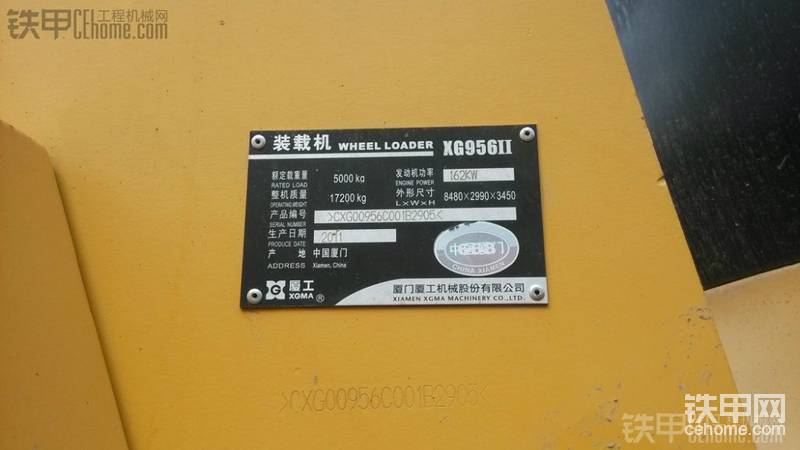 铁甲工程机械网
CEhome.com
装载机 WHEEL LOADER XG956II
额定载重量 5000 kg
RATED LOAD
发动机功率 162KW
ENGINE POWER
整机质量 17200 kg
OPERATING WEIGHT
外形尺寸 8480×2990×3450
L×W×H
产品编号 >CXG00956C001B2905<
SERIAL NUMBER
生产日期 2011
PRODUCE DATE
产 地 中国厦门
ADDRESS Xiamen, China
CHINA XIAMEN
厦工
XGMA ®
厦门厦工机械股份有限公司
XIAMEN XGMA MACHINERY CO.,LTD.
>CXG00956C001B2905<
铁甲网
cehome.com